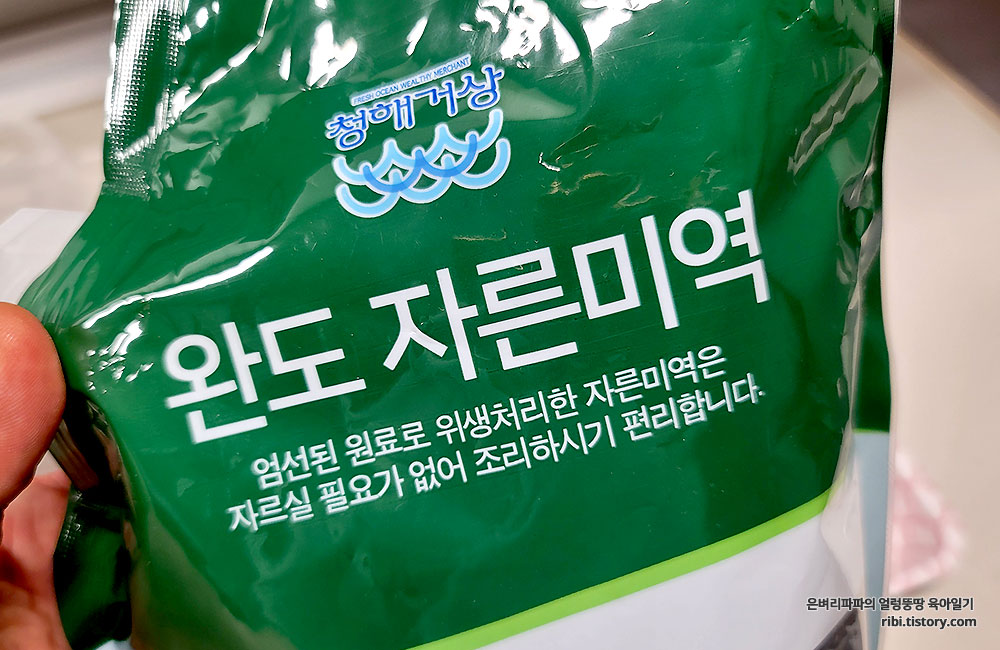 FRESH OCEAN WEALTHY MERCHANT
청해거상
완도 자른미역
엄선된 원료로 위생처리한 자른미역은
자르실 필요가 없어 조리하시기 편리합니다.
은벼리파파의 얼렁뚱땅 육아일기
ribi.tistory.com